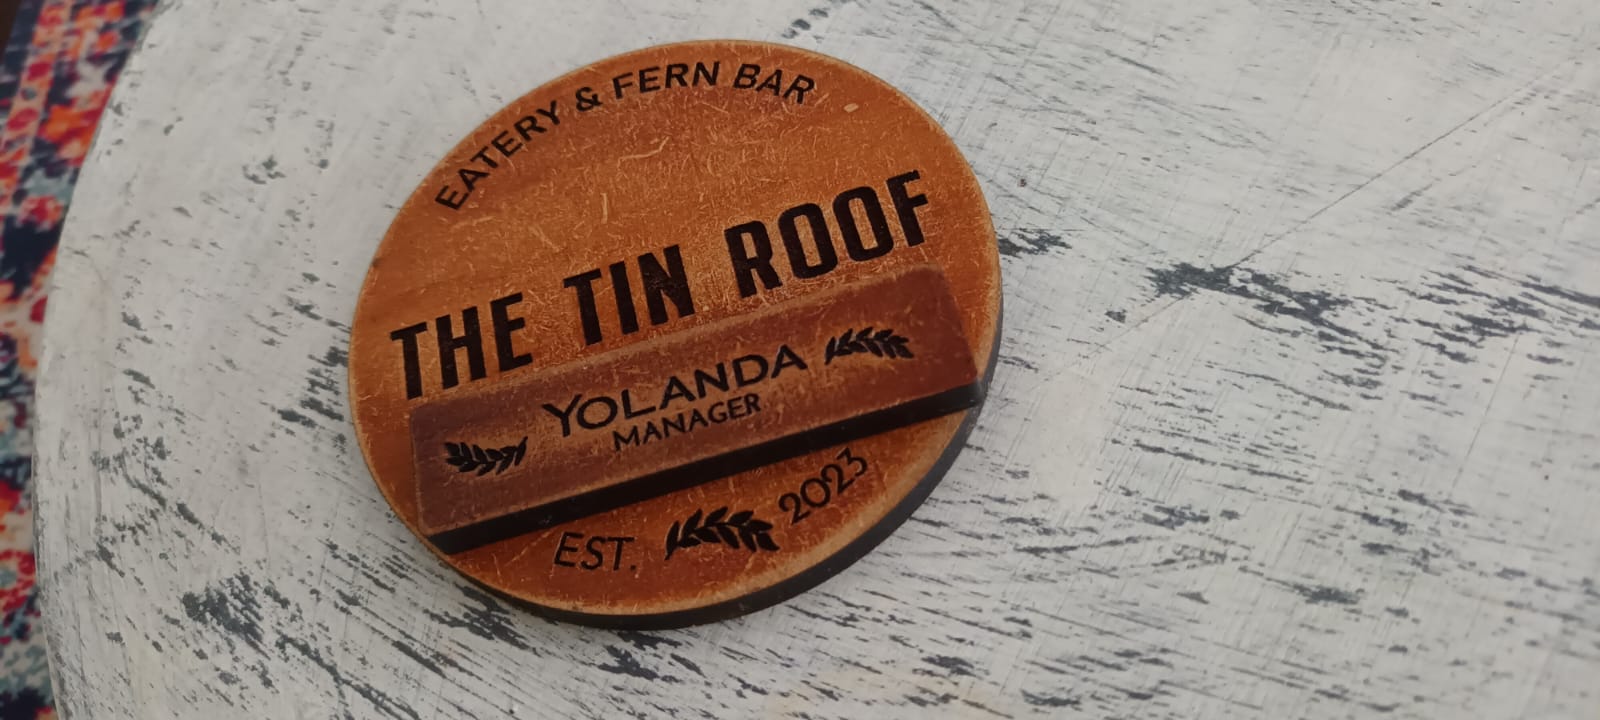 EATERY & FERN BAR
THE TIN ROOF
YOLANDA
MANAGER
EST. 2023